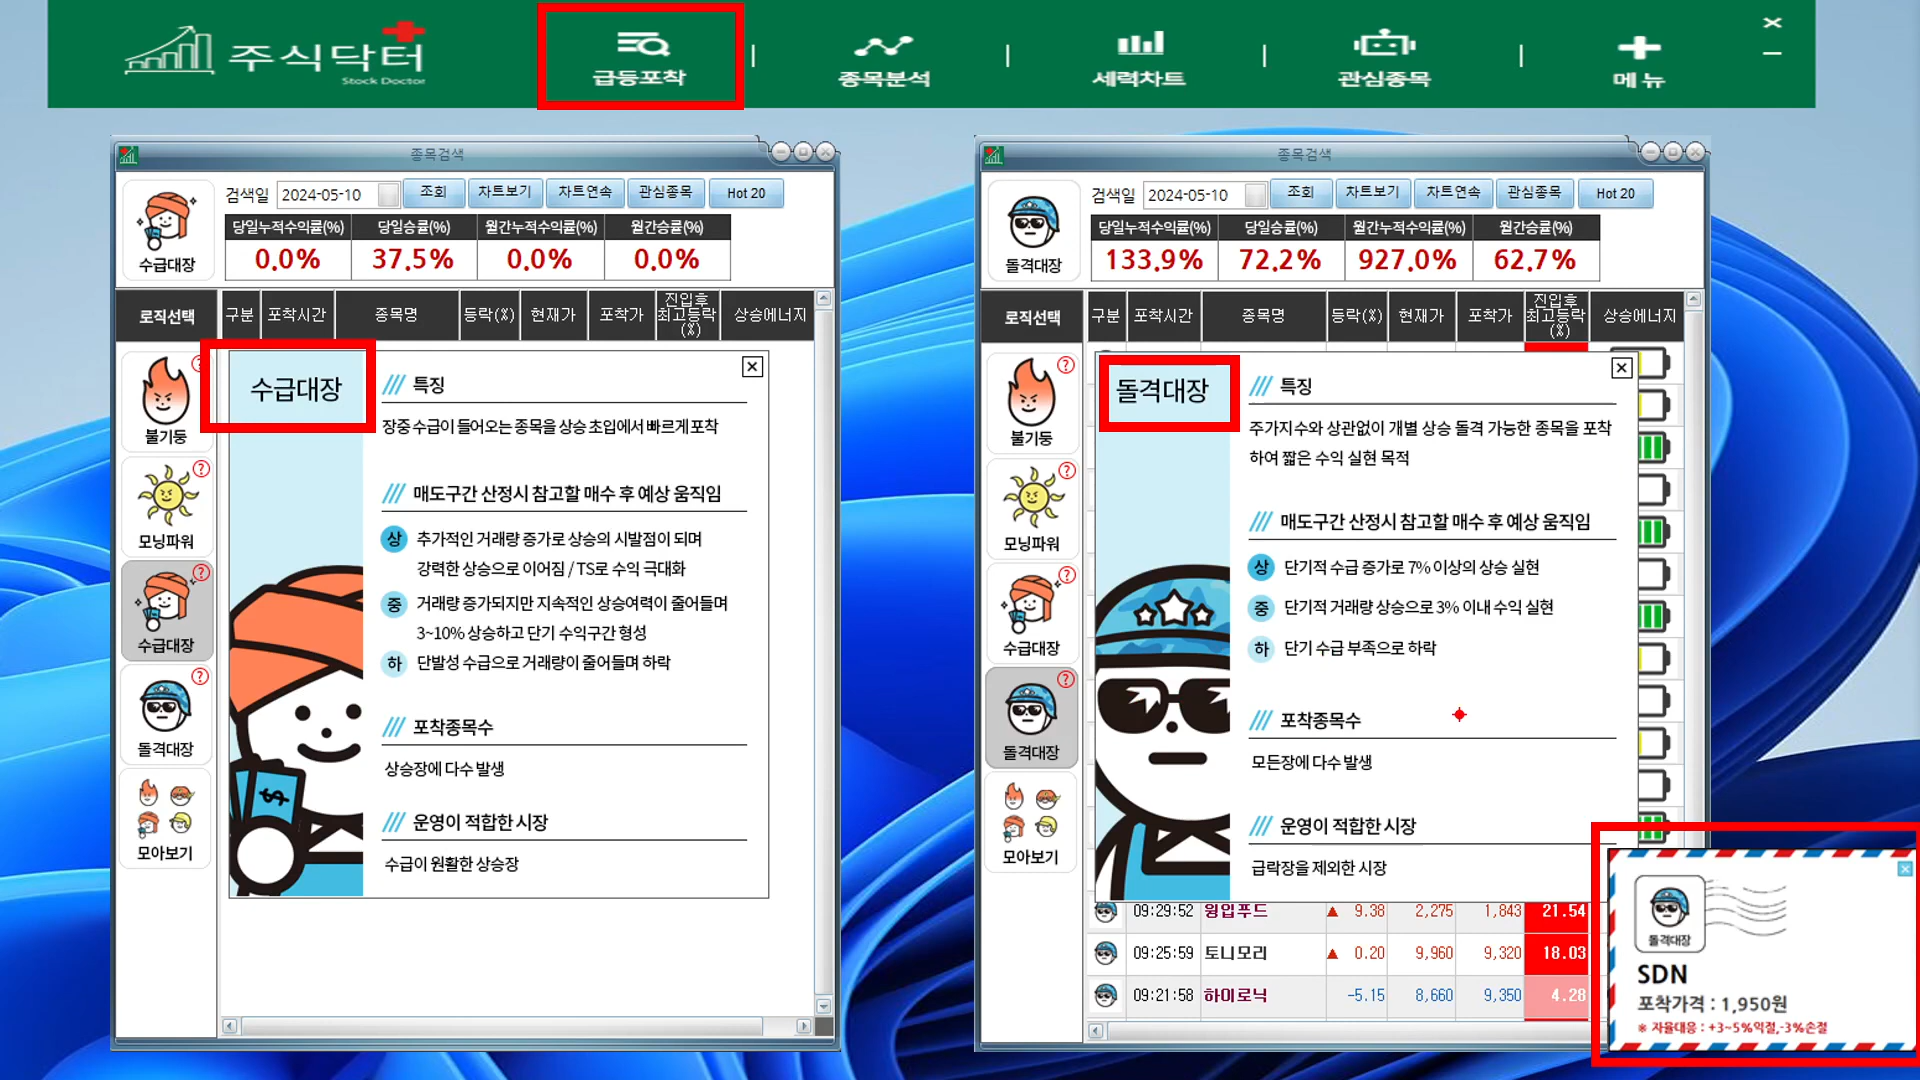 주식닥터
Stock Doctor
급등포착
종목분석
세력차트
관심종목
메뉴
종목검색
수급대장
검색일 2024-05-10 조회 차트보기 차트연속 관심종목 Hot 20
당일누적수익률(%) 당일승률(%) 월간누적수익률(%) 월간승률(%)
0.0% 37.5% 0.0% 0.0%
로직선택 구분 포착시간 종목명 등락(%) 현재가 포착가 진입후 최고등락 (%) 상승에너지
불기둥
모닝파워
수급대장
돌격대장
모아보기
수급대장
/// 특징
장중 수급이 들어오는 종목을 상승 초입에서 빠르게 포착
/// 매도구간 산정시 참고할 매수 후 예상 움직임
상 추가적인 거래량 증가로 상승의 시발점이 되며
강력한 상승으로 이어짐 / TS로 수익 극대화
중 거래량 증가되지만 지속적인 상승여력이 줄어들며
3~10% 상승하고 단기 수익구간 형성
하 단발성 수급으로 거래량이 줄어들며 하락
/// 포착종목수
상승장에 다수 발생
/// 운영이 적합한 시장
수급이 원활한 상승장
종목검색
돌격대장
검색일 2024-05-10 조회 차트보기 차트연속 관심종목 Hot 20
당일누적수익률(%) 당일승률(%) 월간누적수익률(%) 월간승률(%)
133.9% 72.2% 927.0% 62.7%
로직선택 구분 포착시간 종목명 등락(%) 현재가 포착가 진입후 최고등락 (%) 상승에너지
불기둥
모닝파워
수급대장
돌격대장
모아보기
돌격대장
/// 특징
주가지수와 상관없이 개별 상승 돌격 가능한 종목을 포착
하여 짧은 수익 실현 목적
/// 매도구간 산정시 참고할 매수 후 예상 움직임
상 단기적 수급 증가로 7% 이상의 상승 실현
중 단기적 거래량 상승으로 3% 이내 수익 실현
하 단기 수급 부족으로 하락
/// 포착종목수
모든장에 다수 발생
/// 운영이 적합한 시장
급락장을 제외한 시장
09:29:52 윙입푸드 ▲ 9.38 2,275 1,843 21.54
09:25:59 토니모리 ▲ 0.20 9,960 9,320 18.03
09:21:58 하이로닉 -5.15 8,660 9,350 4.28
돌격대장
SDN
포착가격 : 1,950원
※ 자율대응 : +3~5%익절,-3%손절